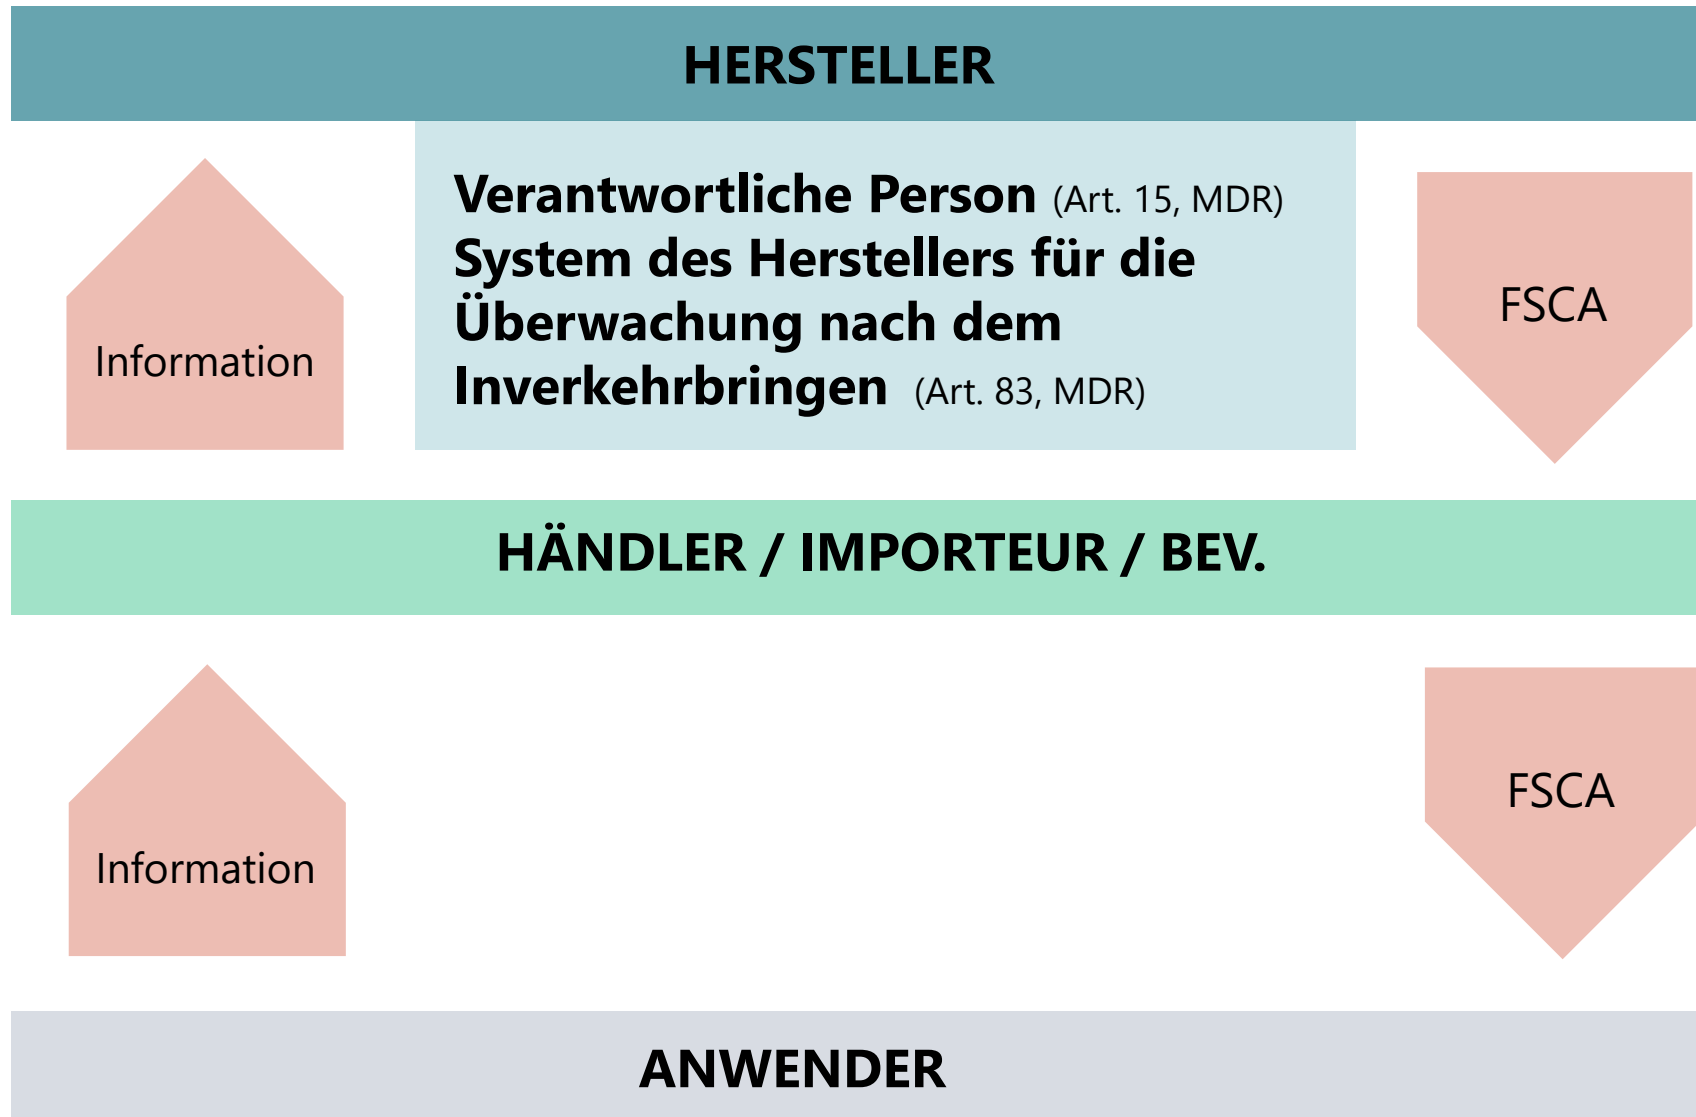 HERSTELLER
Verantwortliche Person (Art. 15, MDR)
System des Herstellers für die
Überwachung nach dem
Inverkehrbringen (Art. 83, MDR)
Information
FSCA
HÄNDLER / IMPORTEUR / BEV.
Information
FSCA
ANWENDER